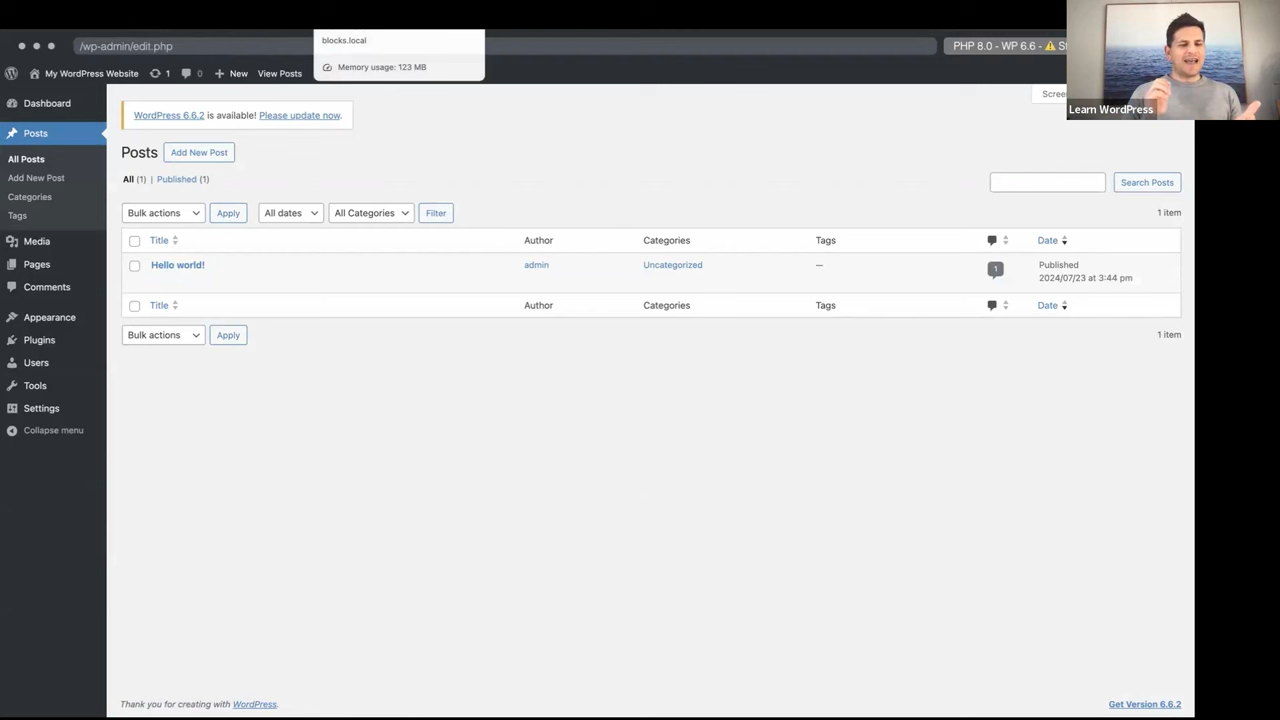 blocks.local
/wp-admin/edit.php
PHP 8.0 - WP 6.6 - ⚠ St
Memory usage: 123 MB
My WordPress Website 1 0 + New View Posts
Learn WordPress
Scree
Dashboard
Posts
All Posts
Add New Post
Categories
Tags
Media
Pages
Comments
Appearance
Plugins
Users
Tools
Settings
Collapse menu
WordPress 6.6.2 is available! Please update now.
Posts Add New Post
All (1) | Published (1)
Search Posts
Bulk actions Apply All dates All Categories Filter
1 item
Title Author Categories Tags Date
Hello world! admin Uncategorized — 1 Published
2024/07/23 at 3:44 pm
Title Author Categories Tags Date
Bulk actions Apply
1 item
Thank you for creating with WordPress.
Get Version 6.6.2